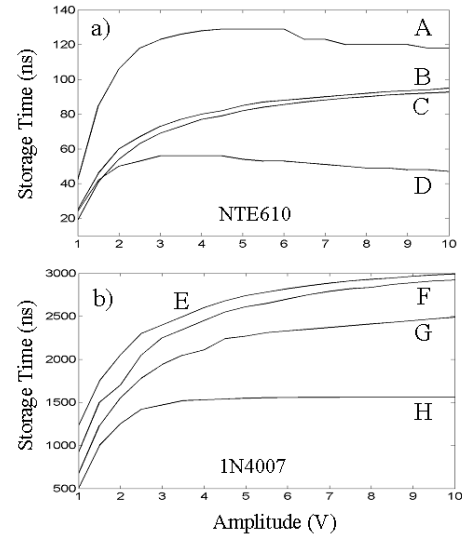 a)
Storage Time (ns)
140
120
100
80
60
40
20
A
B
C
D
NTE610
1 2 3 4 5 6 7 8 9 10
b)
Storage Time (ns)
3000
2500
2000
1500
1000
500
E
F
G
H
1N4007
1 2 3 4 5 6 7 8 9 10
Amplitude (V)